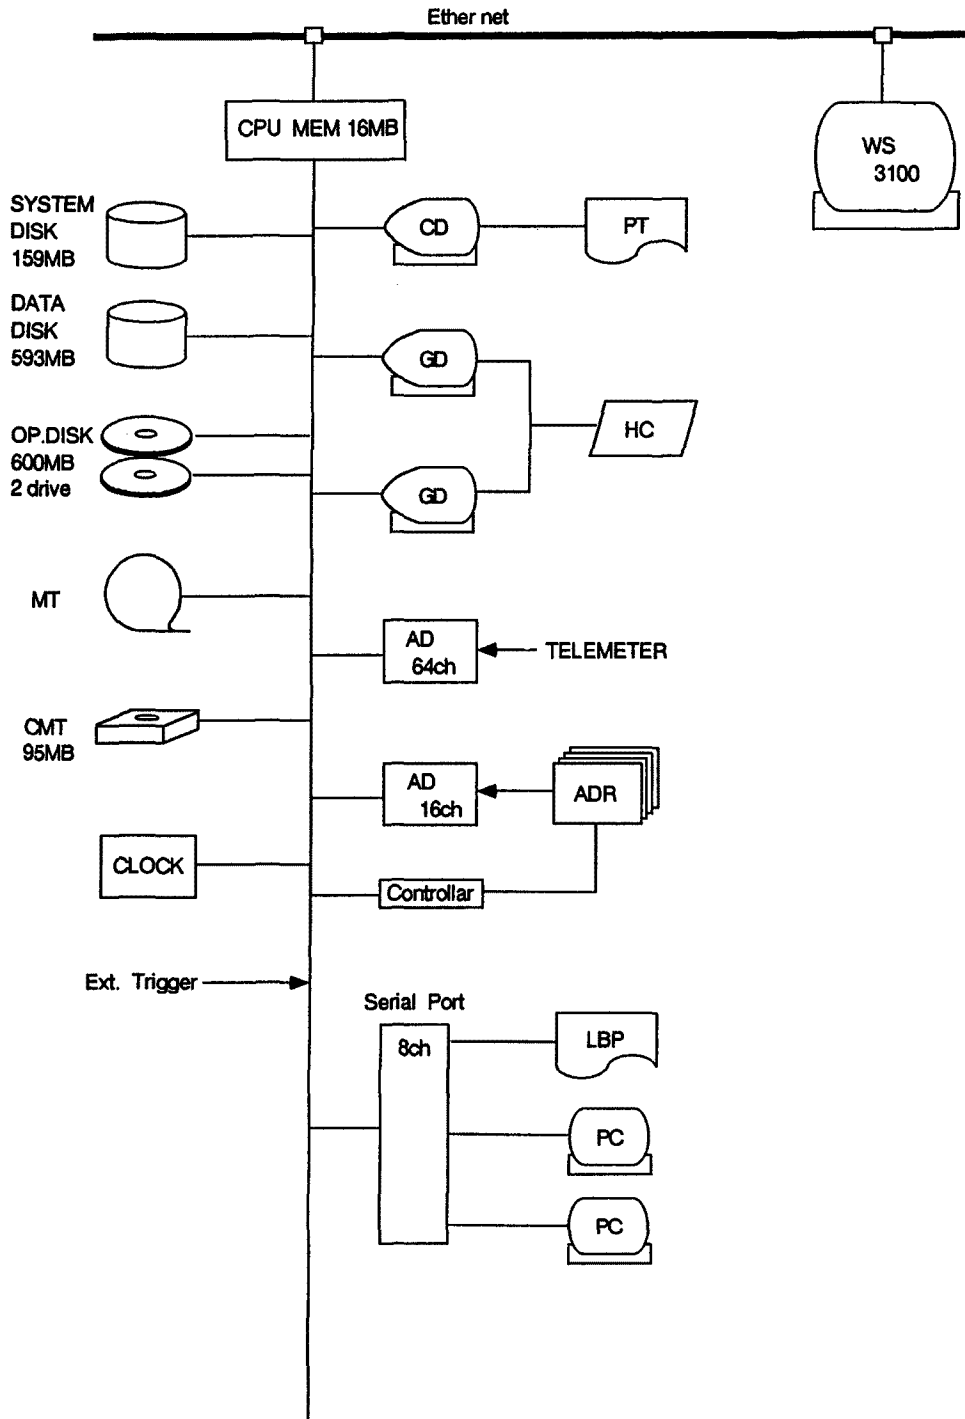 Ether net
CPU MEM 16MB
WS
3100
SYSTEM
DISK
159MB
CD
PT
DATA
DISK
593MB
GD
HC
OP.DISK
600MB
2 drive
GD
MT
AD
64ch
TELEMETER
CMT
95MB
AD
16ch
ADR
CLOCK
Controllar
Ext. Trigger
Serial Port
8ch
LBP
PC
PC